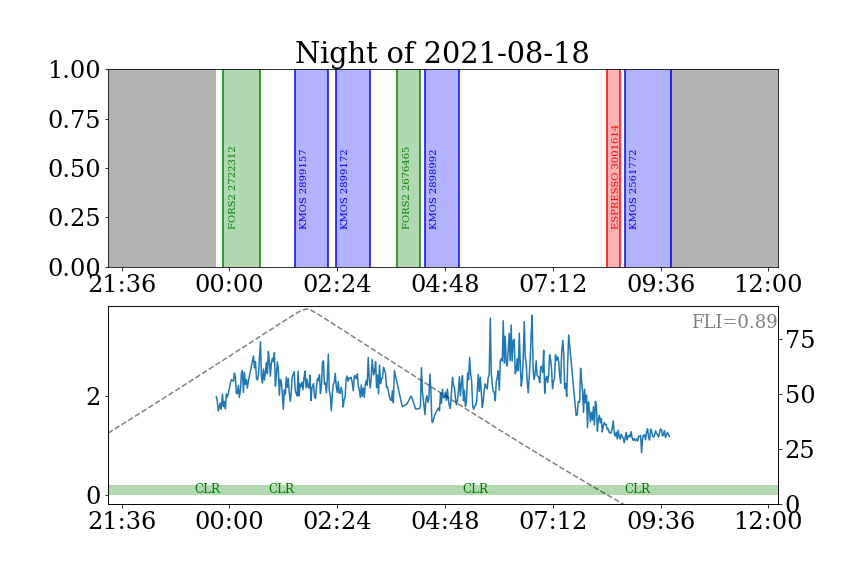 Night of 2021-08-18
1.00
0.75
0.50
0.25
0.00
FORS2 2722312
KMOS 2899157
KMOS 2899172
FORS2 2676465
KMOS 2898992
ESPRESSO 3001614
KMOS 2561772
21:36 00:00 02:24 04:48 07:12 09:36 12:00
FLI=0.89
2
0
75
50
25
0
CLR CLR CLR CLR
21:36 00:00 02:24 04:48 07:12 09:36 12:00